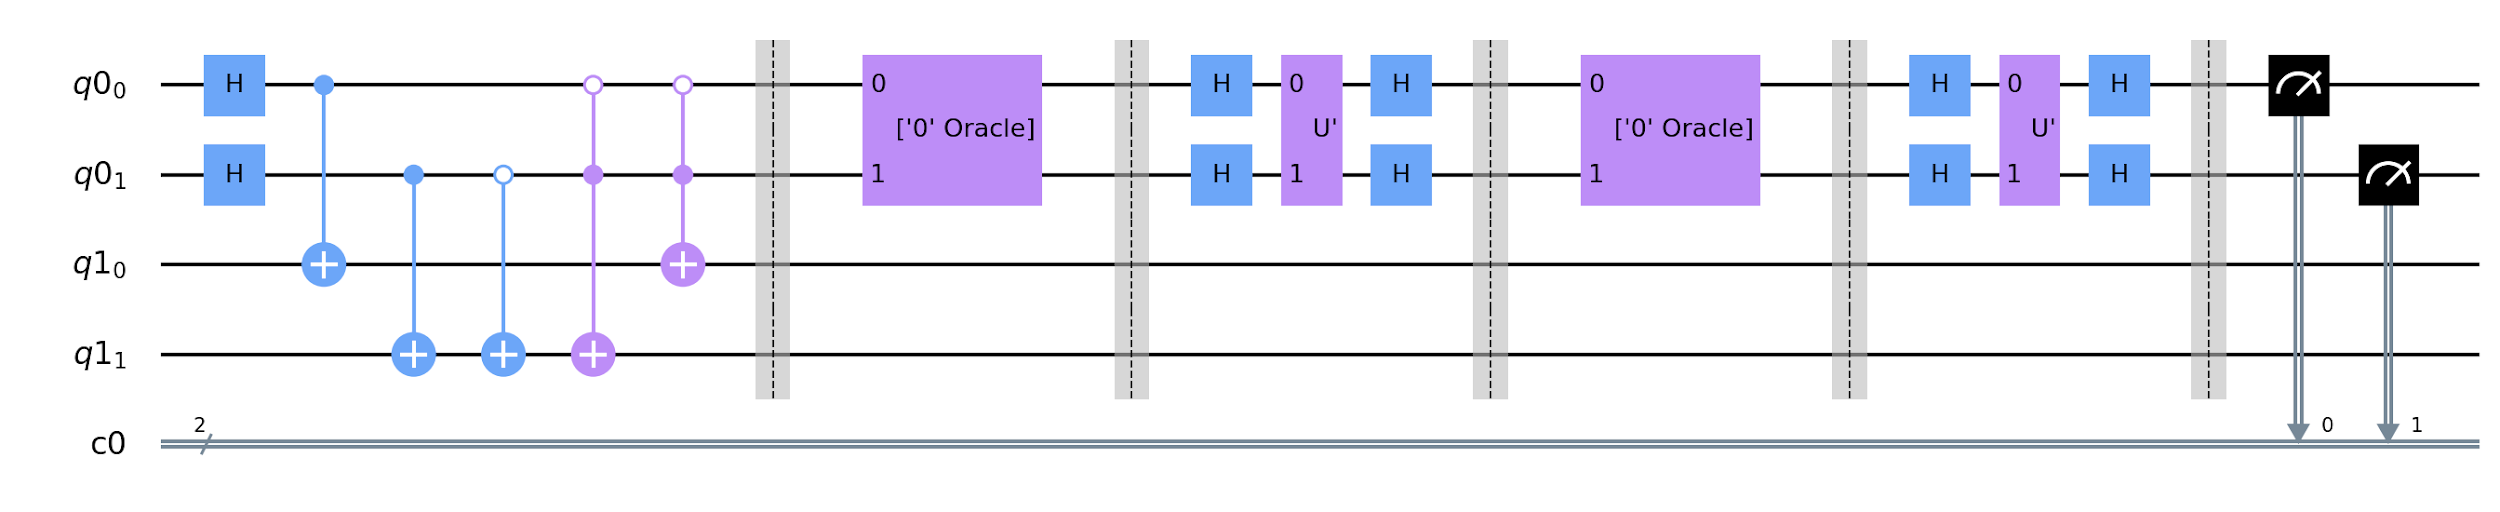 q0₀ H 0 ['0' Oracle] 1 H 0 U' 1 H 0 ['0' Oracle] 1 H 0 U' 1 H
q0₁ H H H H H
q1₀
q1₁
c0 2 0 1